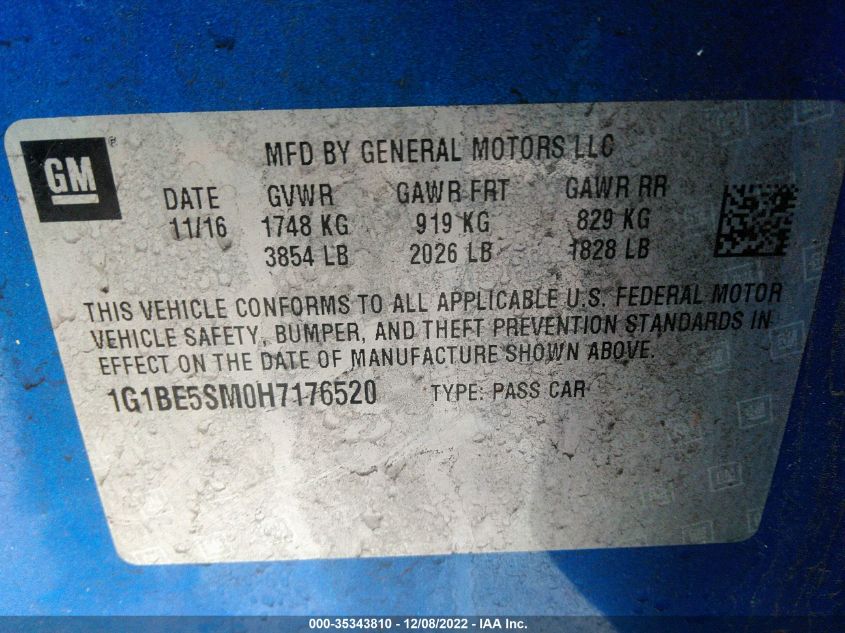 GM
MFD BY GENERAL MOTORS LLC
DATE GVWR GAWR FRT GAWR RR
11/16 1748 KG 919 KG 829 KG
3854 LB 2026 LB 1828 LB
THIS VEHICLE CONFORMS TO ALL APPLICABLE U.S. FEDERAL MOTOR
VEHICLE SAFETY, BUMPER, AND THEFT PREVENTION STANDARDS IN
EFFECT ON THE DATE OF MANUFACTURE SHOWN ABOVE.
1G1BE5SM0H7176520 TYPE: PASS CAR
000-35343810 - 12/08/2022 - IAA Inc.